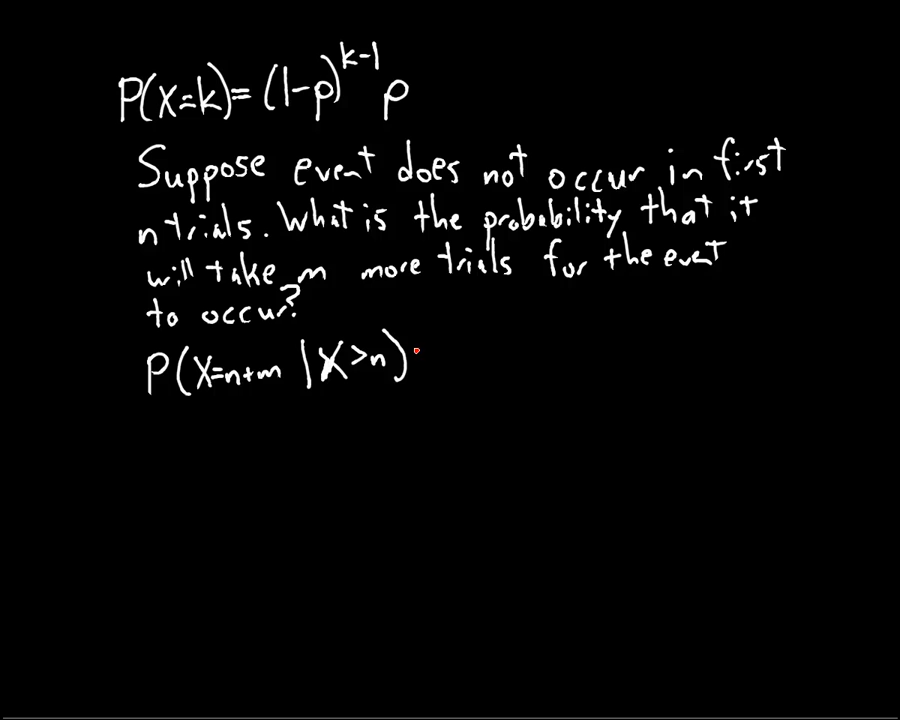 P(X=k)=(1-p)^{k-1} p
Suppose event does not occur in first
n trials. What is the probability that it
will take m more trials for the event
to occur?
P(X=n+m | X>n)